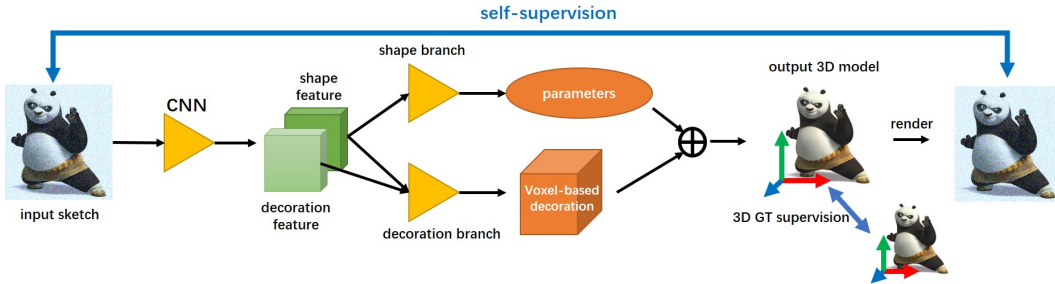 self-supervision
shape branch
output 3D model
shape
feature
CNN
parameters
render
Voxel-based
decoration
input sketch
decoration
feature
decoration branch
3D GT supervision